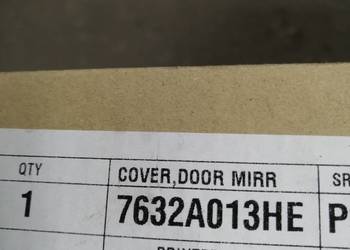 QTY COVER,DOOR MIRR SR
1 7632A013HE P